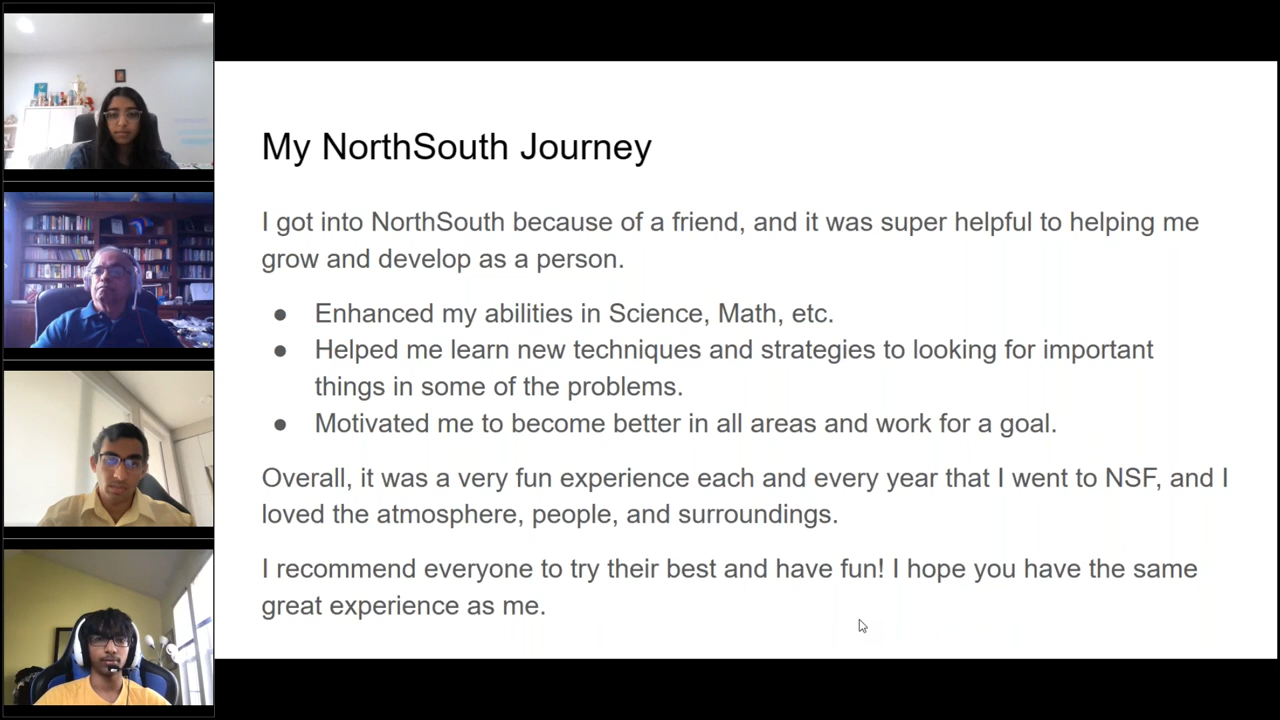 My NorthSouth Journey
I got into NorthSouth because of a friend, and it was super helpful to helping me
grow and develop as a person.
● Enhanced my abilities in Science, Math, etc.
● Helped me learn new techniques and strategies to looking for important
things in some of the problems.
● Motivated me to become better in all areas and work for a goal.
Overall, it was a very fun experience each and every year that I went to NSF, and I
loved the atmosphere, people, and surroundings.
I recommend everyone to try their best and have fun! I hope you have the same
great experience as me.